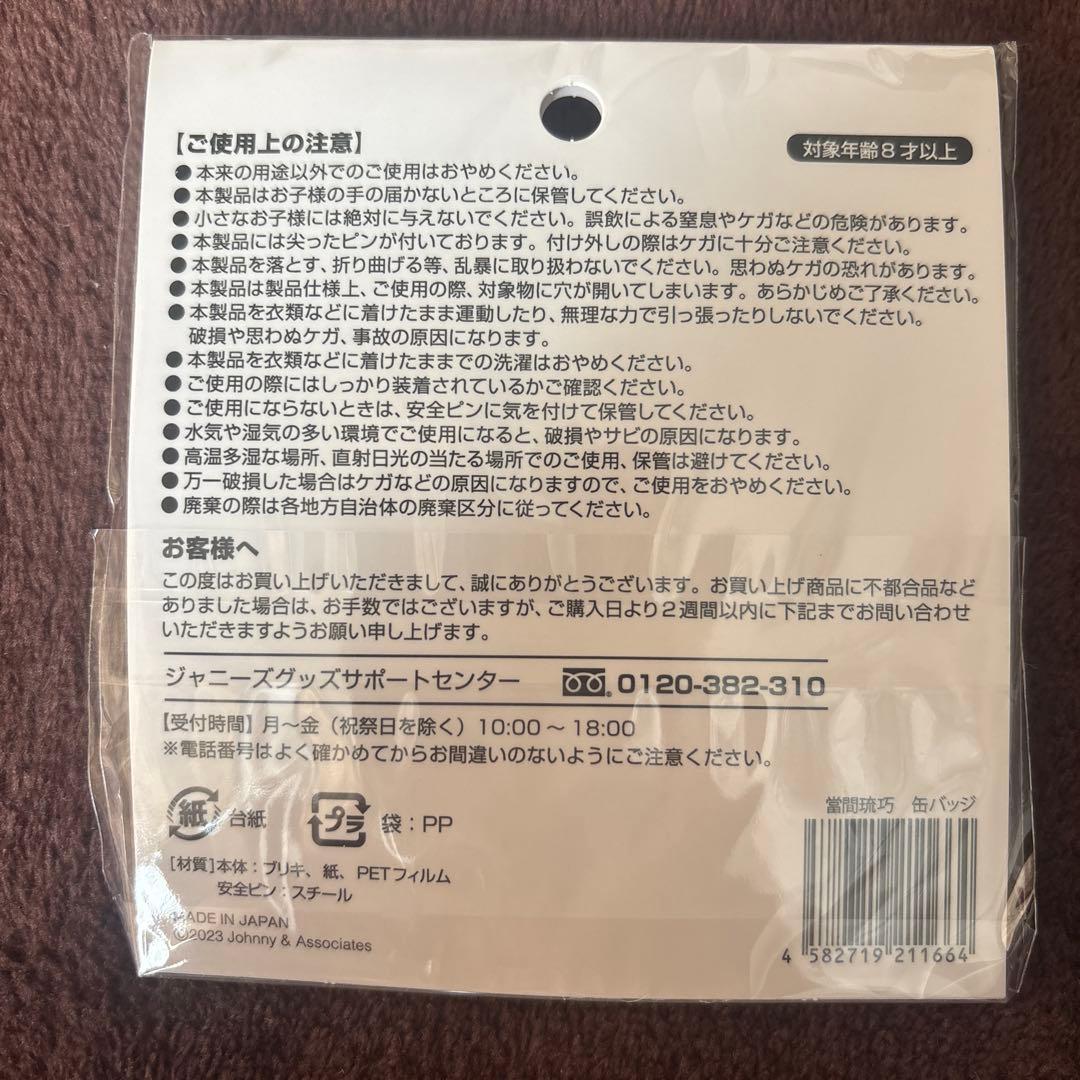 【ご使用上の注意】
対象年齢8才以上
●本来の用途以外でのご使用はおやめください。
●本製品はお子様の手の届かないところに保管してください。
●小さなお子様には絶対に与えないでください。誤飲による窒息やケガなどの危険があります。
●本製品には尖ったピンが付いております。付け外しの際はケガに十分ご注意ください。
●本製品を落とす、折り曲げる等、乱暴に取り扱わないでください。思わぬケガの恐れがあります。
●本製品は製品仕様上、ご使用の際、対象物に穴が開いてしまいます。あらかじめご了承ください。
●本製品を衣類などに着けたまま運動したり、無理な力で引っ張ったりしないでください。
破損や思わぬケガ、事故の原因になります。
●本製品を衣類などに着けたままでの洗濯はおやめください。
●ご使用の際にはしっかり装着されているかご確認ください。
●ご使用にならないときは、安全ピンに気を付けて保管してください。
●水気や湿気の多い環境でご使用になると、破損やサビの原因になります。
●高温多湿な場所、直射日光の当たる場所でのご使用、保管は避けてください。
●万一破損した場合はケガなどの原因になりますので、ご使用をおやめください。
●廃棄の際は各地方自治体の廃棄区分に従ってください。
お客様へ
この度はお買い上げいただきまして、誠にありがとうございます。お買い上げ商品に不都合品など
ありました場合は、お手数ではございますが、ご購入日より2週間以内に下記までお問い合わせ
いただきますようお願い申し上げます。
ジャニーズグッズサポートセンター 0120-382-310
【受付時間】月～金（祝祭日を除く）10:00～18:00
※電話番号はよく確かめてからお間違いのないようにご注意ください。
紙 台紙 プラ 袋：PP
[材質]本体：ブリキ、紙、PETフィルム
安全ピン：スチール
MADE IN JAPAN
©2023 Johnny & Associates
當間琉巧 缶バッジ
4 582719 211664